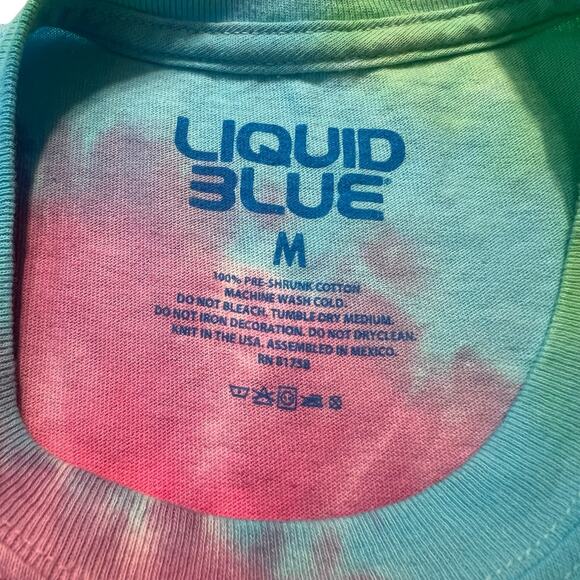 LIQUID
BLUE®
M
100% PRE-SHRUNK COTTON
MACHINE WASH COLD.
DO NOT BLEACH, TUMBLE DRY MEDIUM.
DO NOT IRON DECORATION. DO NOT DRYCLEAN.
KNIT IN THE USA. ASSEMBLED IN MEXICO.
RN 81758